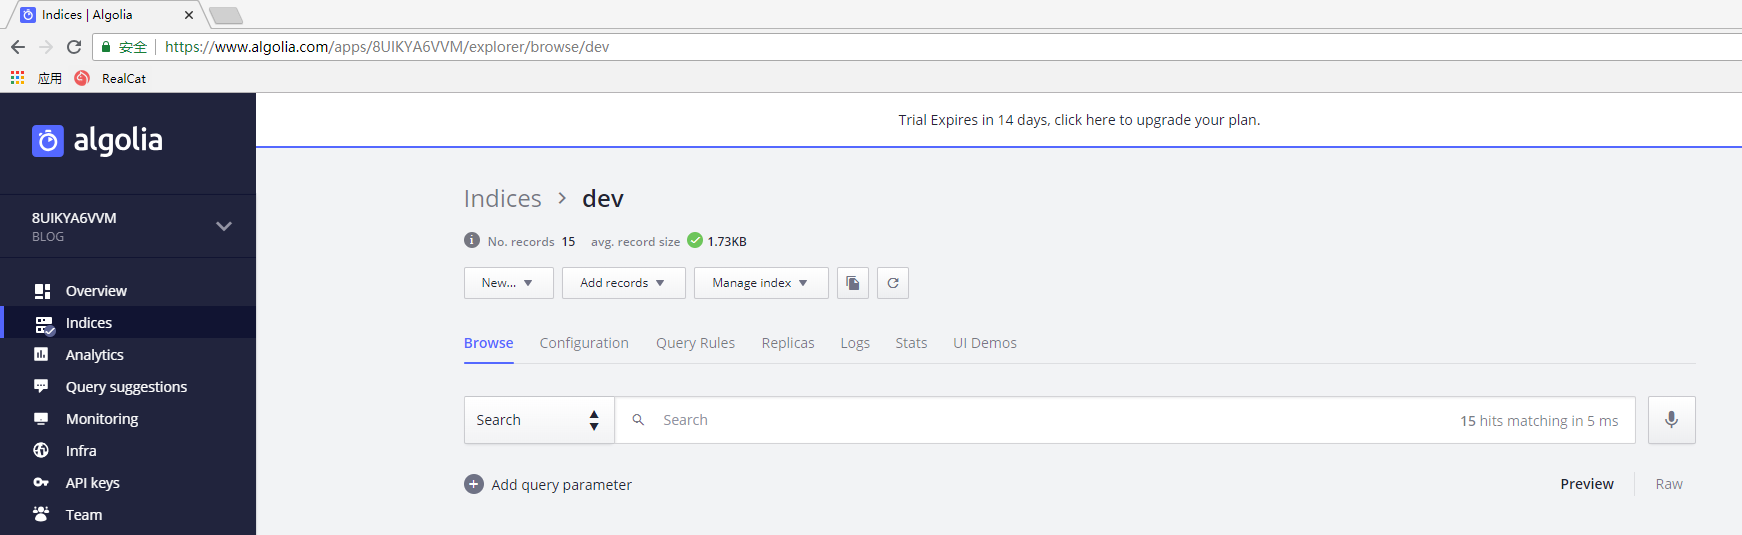 Indices | Algolia
安全 https://www.algolia.com/apps/8UIKYA6VVM/explorer/browse/dev
应用 RealCat
algolia
8UIKYA6VVM
BLOG
Overview
Indices
Analytics
Query suggestions
Monitoring
Infra
API keys
Team
Trial Expires in 14 days, click here to upgrade your plan.
Indices > dev
No. records 15 avg. record size 1.73KB
New... Add records Manage index
Browse Configuration Query Rules Replicas Logs Stats UI Demos
Search Search 15 hits matching in 5 ms
Add query parameter Preview Raw